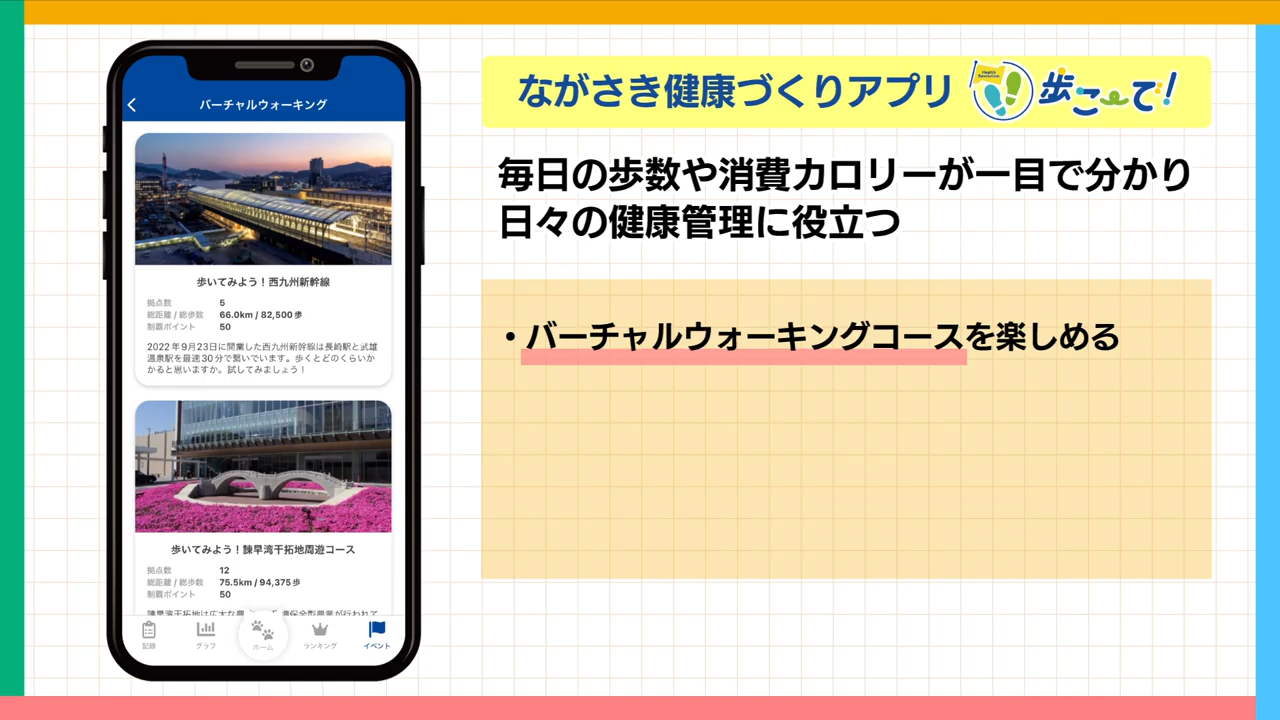 バーチャルウォーキング
歩いてみよう!西九州新幹線
拠点数 5
総距離 / 総歩数 66.0km / 82,500 歩
制覇ポイント 50
2022年9月23日に開業した西九州新幹線は長崎駅と武雄
温泉駅を最速30分で繋いでいます。歩くとどのくらいか
かると思いますか。試してみましょう!
歩いてみよう!諫早湾干拓地周遊コース
拠点数 12
総距離 / 総歩数 75.5km / 94,375 歩
制覇ポイント 50
記録
グラフ
ホーム
ランキング
イベント
ながさき健康づくりアプリ
Health
Revolution
歩こーで!
毎日の歩数や消費カロリーが一目で分かり
日々の健康管理に役立つ
・バーチャルウォーキングコースを楽しめる